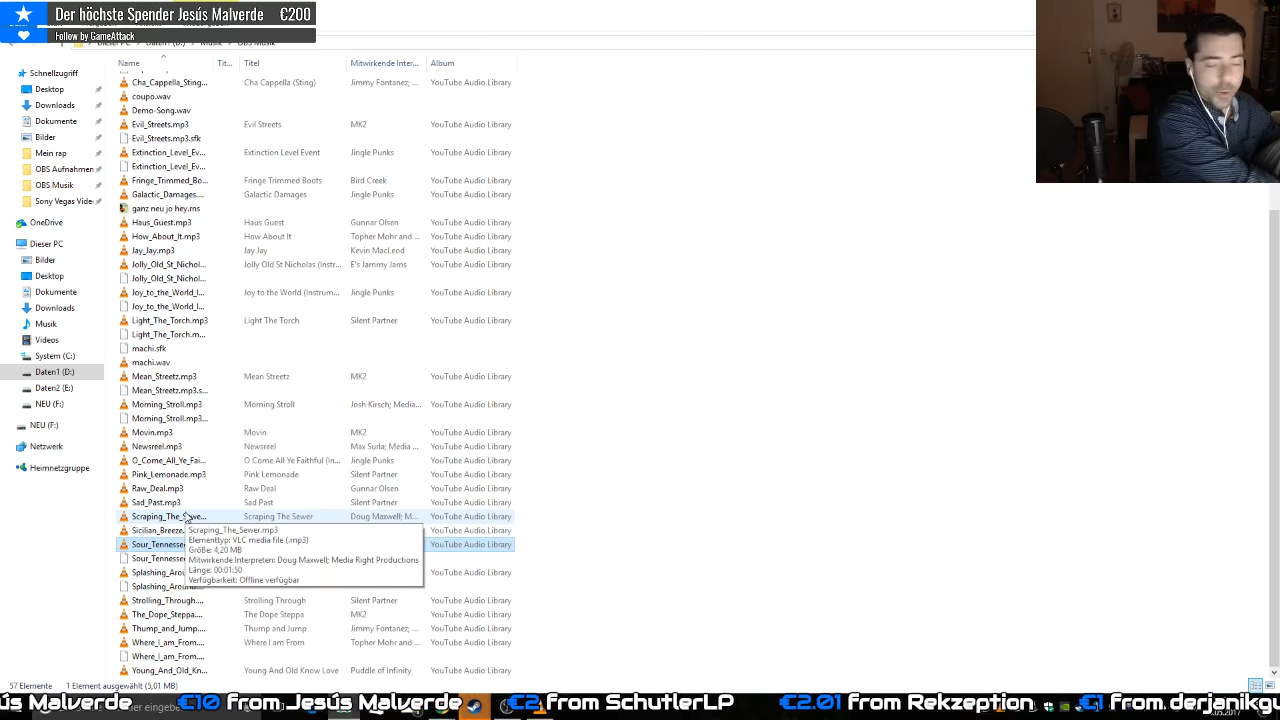 Der höchste Spender Jesús Malverde €200
Follow by GameAttack
Dieser PC Daten1 (D:) Musik OBS Musik
Name Tit... Titel Mitwirkende Inter... Album
Schnellzugriff
Desktop
Downloads
Dokumente
Bilder
Mein rap
OBS Aufnahmen
OBS Musik
Sony Vegas Vide
OneDrive
Dieser PC
Bilder
Desktop
Dokumente
Downloads
Musik
Videos
System (C:)
Daten1 (D:)
Daten2 (E:)
NEU (F:)
NEU (F:)
Netzwerk
Heimnetzgruppe
Cha_Cappella_Sting... Cha Cappella (Sting) Jimmy Fontanez; ... YouTube Audio Library
coupo.wav
Demo-Song.wav
Evil_Streets.mp3 Evil Streets MK2 YouTube Audio Library
Evil_Streets.mp3.sfk
Extinction_Level_Ev... Extinction Level Event Jingle Punks YouTube Audio Library
Extinction_Level_Ev...
Fringe_Trimmed_Bo... Fringe Trimmed Boots Bird Creek YouTube Audio Library
Galactic_Damages.... Galactic Damages Jingle Punks YouTube Audio Library
ganz neu jo hey.rns
Haus_Guest.mp3 Haus Guest Gunnar Olsen YouTube Audio Library
How_About_It.mp3 How About It Topher Mohr and ... YouTube Audio Library
Jay_Jay.mp3 Jay Jay Kevin MacLeod YouTube Audio Library
Jolly_Old_St_Nichol... Jolly Old St Nicholas (Instr... E's Jammy Jams YouTube Audio Library
Jolly_Old_St_Nichol...
Joy_to_the_World_I... Joy to the World (Instrum... Jingle Punks YouTube Audio Library
Joy_to_the_World_I...
Light_The_Torch.mp3 Light The Torch Silent Partner YouTube Audio Library
Light_The_Torch.m...
machi.sfk
machi.wav
Mean_Streetz.mp3 Mean Streetz MK2 YouTube Audio Library
Mean_Streetz.mp3.s...
Morning_Stroll.mp3 Morning Stroll Josh Kirsch; Media... YouTube Audio Library
Morning_Stroll.mp3...
Movin.mp3 Movin MK2 YouTube Audio Library
Newsreel.mp3 Newsreel Max Surla; Media ... YouTube Audio Library
O_Come_All_Ye_Fai... O Come All Ye Faithful (In... Jingle Punks YouTube Audio Library
Pink_Lemonade.mp3 Pink Lemonade Silent Partner YouTube Audio Library
Raw_Deal.mp3 Raw Deal Gunnar Olsen YouTube Audio Library
Sad_Past.mp3 Sad Past Silent Partner YouTube Audio Library
Scraping_The_Sewe... Scraping The Sewer Doug Maxwell; M... YouTube Audio Library
Sicilian_Breeze. YouTube Audio Library
Sour_Tennesse YouTube Audio Library
Sour_Tennesse
Splashing_Arou YouTube Audio Library
Splashing_Around...
Scraping_The_Sewer.mp3
Elementtyp: VLC media file (.mp3)
Größe: 4,20 MB
Mitwirkende Interpreten: Doug Maxwell; Media Right Productions
Länge: 00:01:50
Verfügbarkeit: Offline verfügbar
Strolling_Through.... Strolling Through Silent Partner YouTube Audio Library
The_Dope_Steppa.... The Dope Steppa MK2 YouTube Audio Library
Thump_and_Jump.... Thump and Jump Jimmy Fontanez; ... YouTube Audio Library
Where_I_am_From.... Where I am From Topher Mohr and ... YouTube Audio Library
Where_I_am_From....
Young_And_Old_Kn... Young And Old Know Love Puddle of Infinity YouTube Audio Library
57 Elemente 1 Element ausgewählt (5,01 MB)
ús Malverde €10 from Jesús Malverde €2 from SchutlerLP €2.01 from Rekzeption €1 from derjanikgu